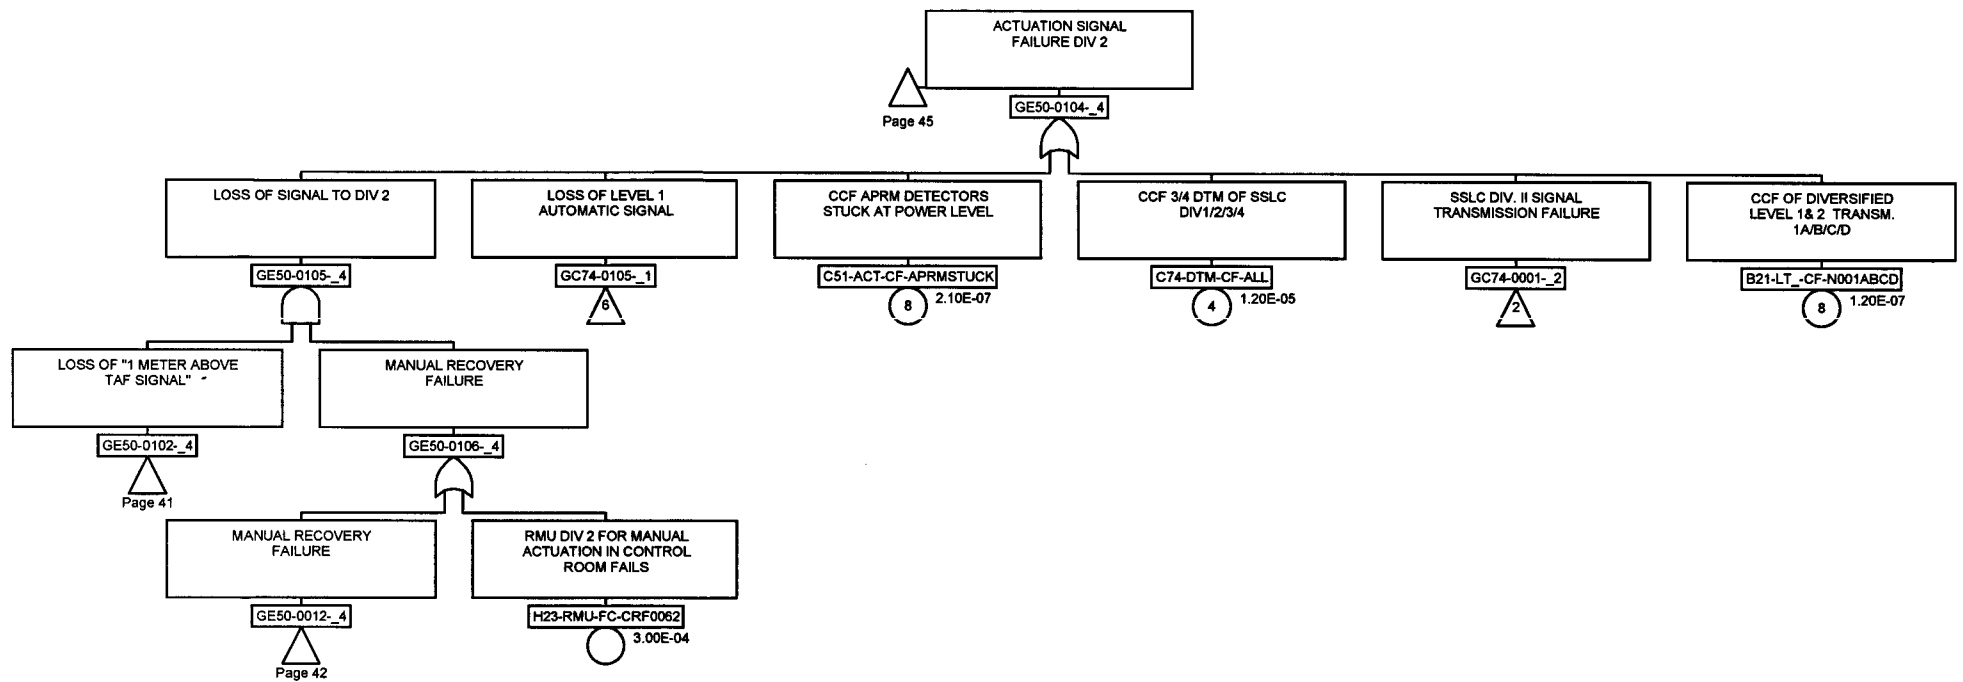 ACTUATION SIGNAL
FAILURE DIV 2
Page 45
GE50-0104-_4
LOSS OF SIGNAL TO DIV 2
GE50-0105-_4
LOSS OF LEVEL 1
AUTOMATIC SIGNAL
GC74-0105-_1
6
CCF APRM DETECTORS
STUCK AT POWER LEVEL
C51-ACT-CF-APRMSTUCK
8
2.10E-07
CCF 3/4 DTM OF SSLC
DIV1/2/3/4
C74-DTM-CF-ALL
4
1.20E-05
SSLC DIV. II SIGNAL
TRANSMISSION FAILURE
GC74-0001-_2
2
CCF OF DIVERSIFIED
LEVEL 1& 2 TRANSM.
1A/B/C/D
B21-LT_-CF-N001ABCD
8
1.20E-07
LOSS OF "1 METER ABOVE
TAF SIGNAL"
GE50-0102-_4
Page 41
MANUAL RECOVERY
FAILURE
GE50-0106-_4
MANUAL RECOVERY
FAILURE
GE50-0012-_4
Page 42
RMU DIV 2 FOR MANUAL
ACTUATION IN CONTROL
ROOM FAILS
H23-RMU-FC-CRF0062
3.00E-04